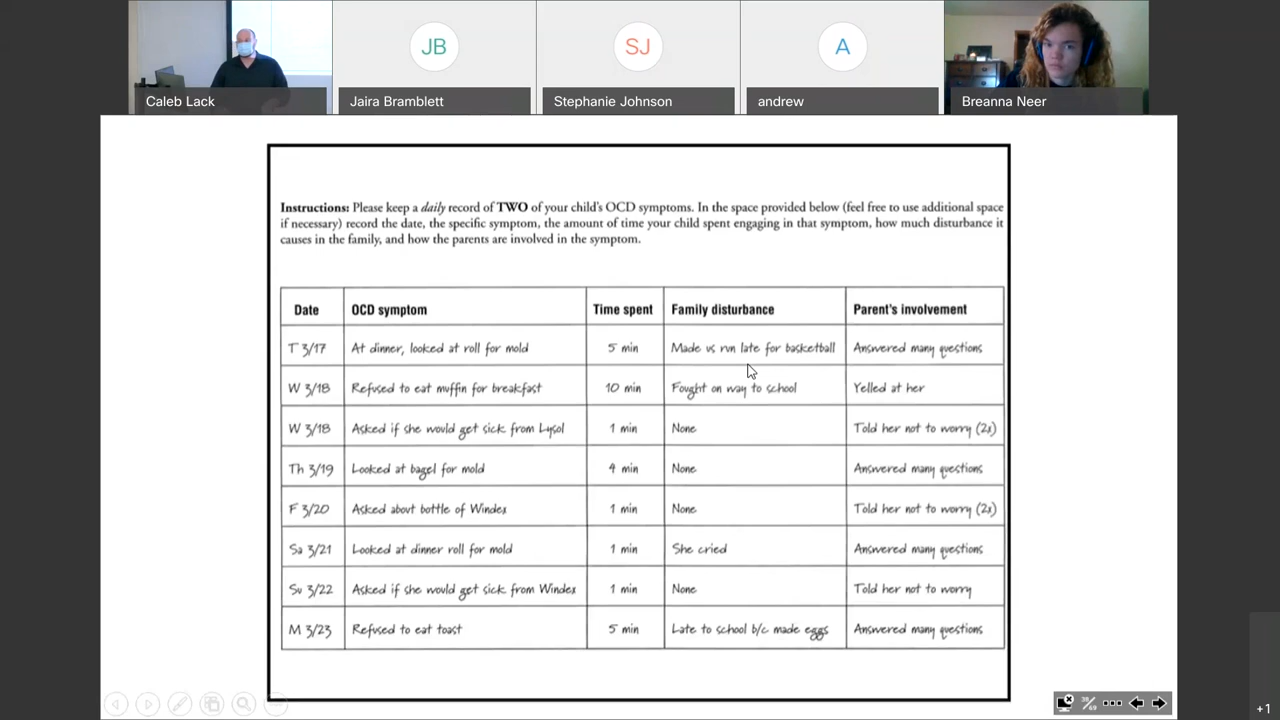 JB
SJ
A
Caleb Lack
Jaira Bramblett
Stephanie Johnson
andrew
Breanna Neer
Instructions: Please keep a daily record of TWO of your child's OCD symptoms. In the space provided below (feel free to use additional space
if necessary) record the date, the specific symptom, the amount of time your child spent engaging in that symptom, how much disturbance it
causes in the family, and how the parents are involved in the symptom.
Date OCD symptom Time spent Family disturbance Parent's involvement
T 3/17 At dinner, looked at roll for mold 5 min Made us run late for basketball Answered many questions
W 3/18 Refused to eat muffin for breakfast 10 min Fought on way to school Yelled at her
W 3/18 Asked if she would get sick from Lysol 1 min None Told her not to worry (2x)
Th 3/19 Looked at bagel for mold 4 min None Answered many questions
F 3/20 Asked about bottle of Windex 1 min None Told her not to worry (2x)
Sa 3/21 Looked at dinner roll for mold 1 min She cried Answered many questions
Su 3/22 Asked if she would get sick from Windex 1 min None Told her not to worry
M 3/23 Refused to eat toast 5 min Late to school b/c made eggs Answered many questions
+1